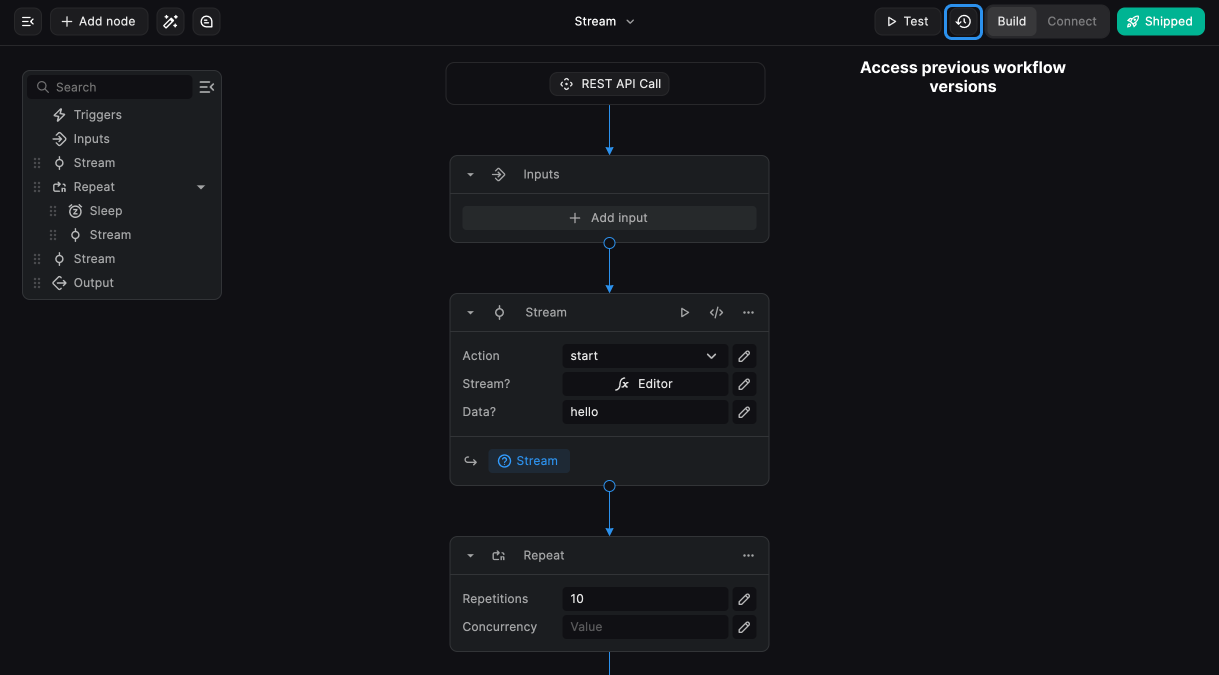 Add node
Stream
Test
Build
Connect
Shipped
Access previous workflow
versions
Search
Triggers
Inputs
Stream
Repeat
Sleep
Stream
Stream
Output
REST API Call
Inputs
Add input
Stream
Action
start
Stream?
Editor
Data?
hello
Stream
Repeat
Repetitions
10
Concurrency
Value